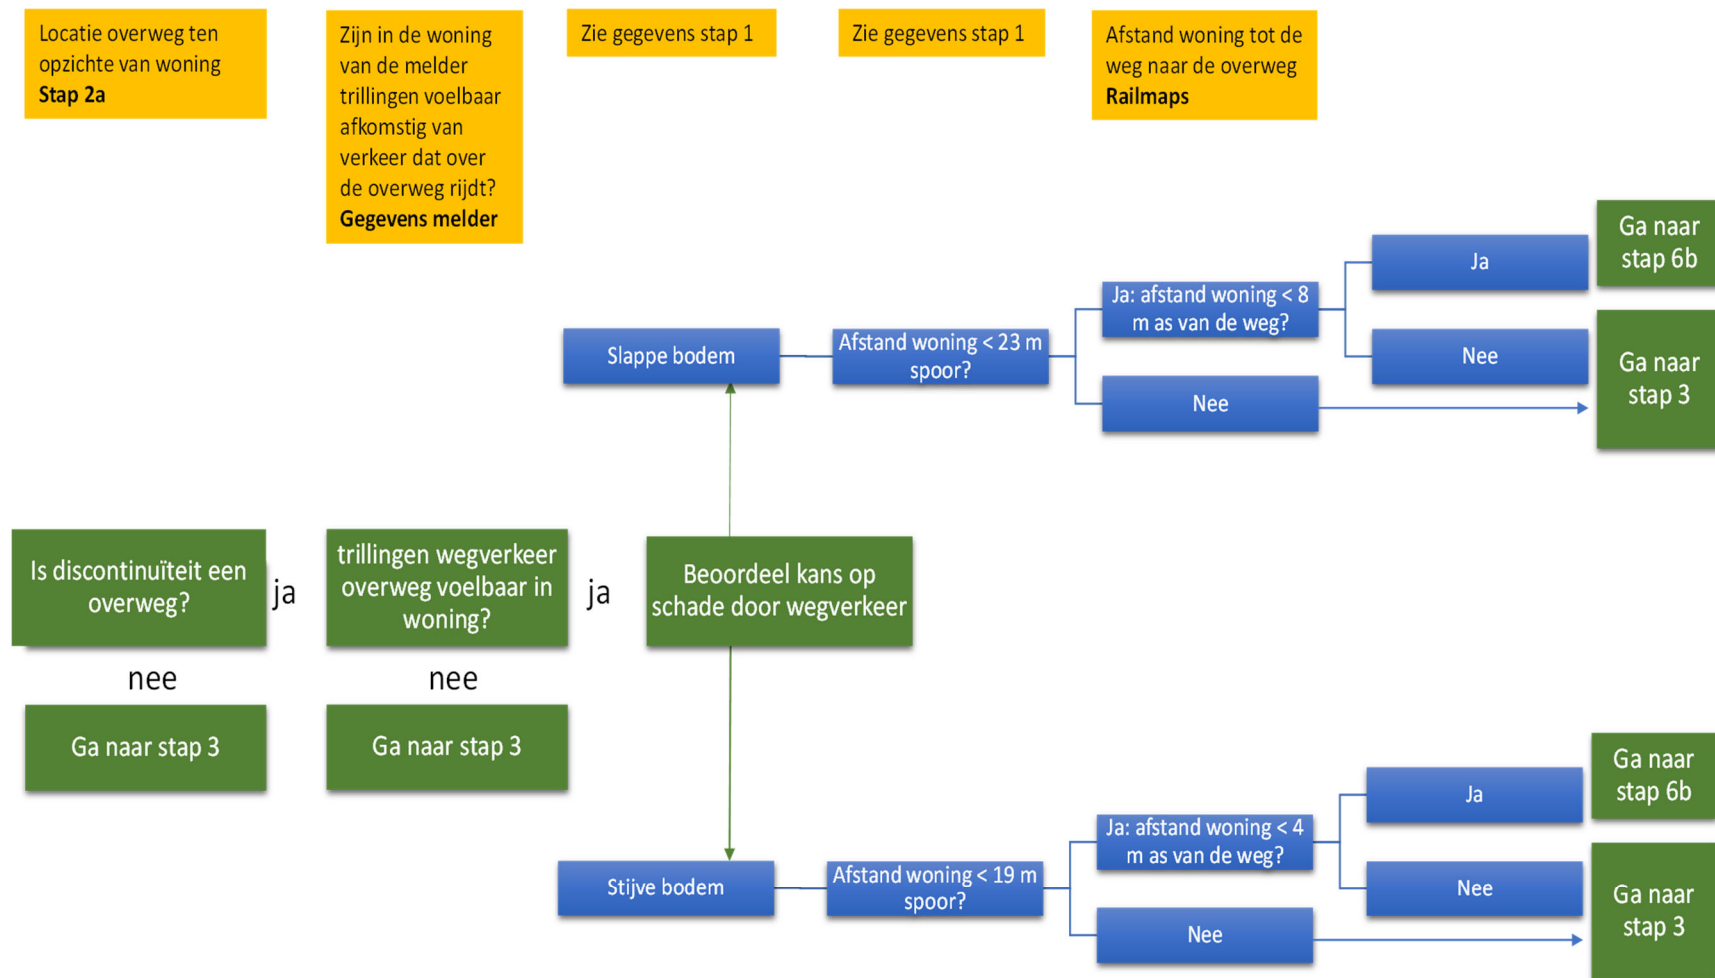 Locatie overweg ten
opzichte van woning
Stap 2a
Zijn in de woning
van de melder
trillingen voelbaar
afkomstig van
verkeer dat over
de overweg rijdt?
Gegevens melder
Zie gegevens stap 1
Zie gegevens stap 1
Afstand woning tot de
weg naar de overweg
Railmaps
Slappe bodem
Afstand woning < 23 m
spoor?
Ja: afstand woning < 8
m as van de weg?
Nee
Ja
Nee
Ga naar
stap 6b
Ga naar
stap 3
Is discontinuïteit een
overweg?
ja
trillingen wegverkeer
overweg voelbaar in
woning?
ja
Beoordeel kans op
schade door wegverkeer
nee
nee
Ga naar stap 3
Ga naar stap 3
Stijve bodem
Afstand woning < 19 m
spoor?
Ja: afstand woning < 4
m as van de weg?
Nee
Ja
Nee
Ga naar
stap 6b
Ga naar
stap 3